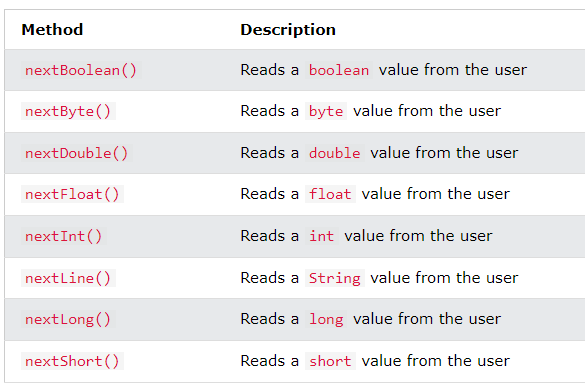 Method Description
nextBoolean() Reads a boolean value from the user
nextByte() Reads a byte value from the user
nextDouble() Reads a double value from the user
nextFloat() Reads a float value from the user
nextInt() Reads a int value from the user
nextLine() Reads a String value from the user
nextLong() Reads a long value from the user
nextShort() Reads a short value from the user